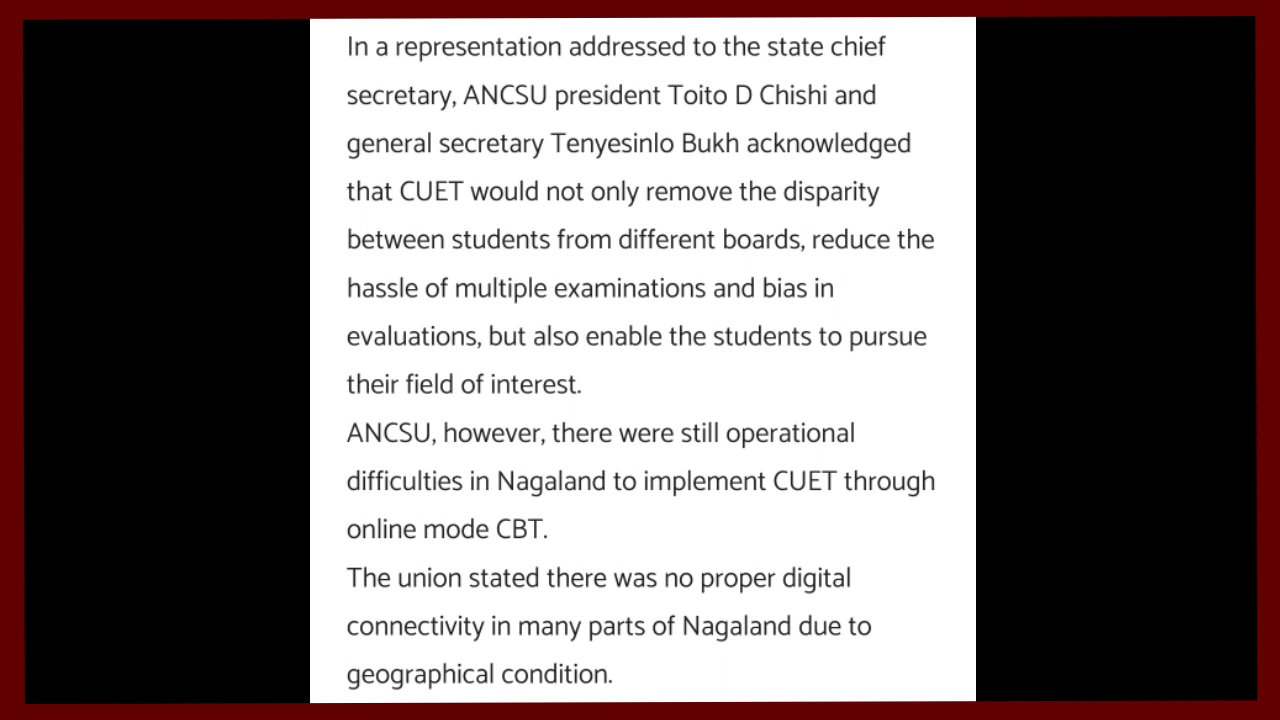 In a representation addressed to the state chief
secretary, ANCSU president Toito D Chishi and
general secretary Tenyesinlo Bukh acknowledged
that CUET would not only remove the disparity
between students from different boards, reduce the
hassle of multiple examinations and bias in
evaluations, but also enable the students to pursue
their field of interest.
ANCSU, however, there were still operational
difficulties in Nagaland to implement CUET through
online mode CBT.
The union stated there was no proper digital
connectivity in many parts of Nagaland due to
geographical condition.